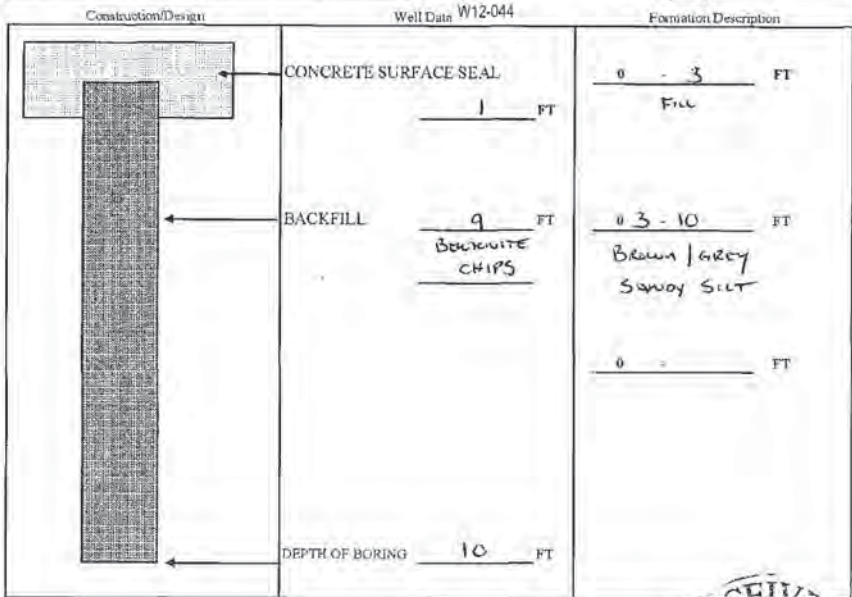 Construction/Design Well Data W12-044 Formation Description
CONCRETE SURFACE SEAL 0 - 3 FT
1 FT FILL
BACKFILL 9 FT 0 3 - 10 FT
CHIPS BROWN / GREY
SANDY SILT
0 - FT
DEPTH OF BORING 10 FT